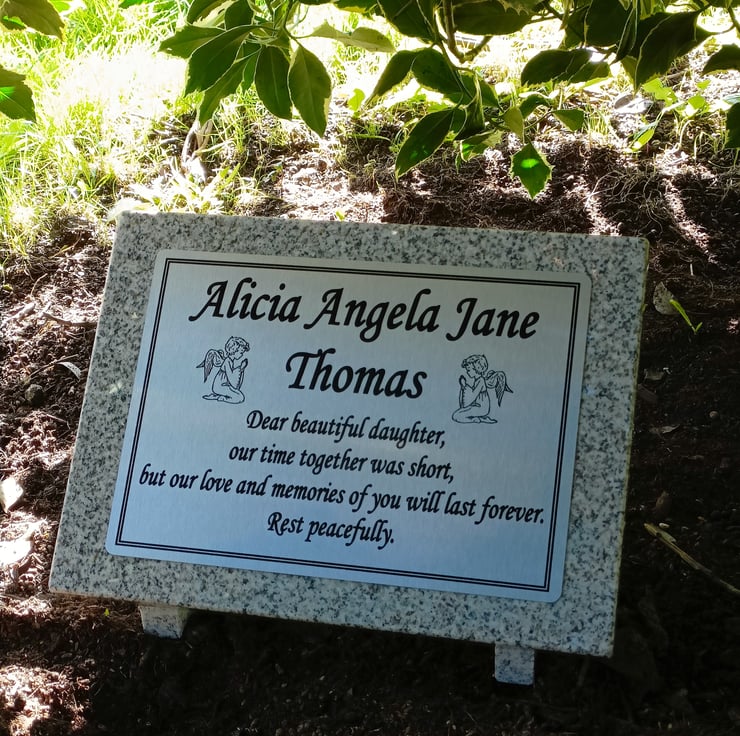 Alicia Angela Jane
Thomas
Dear beautiful daughter,
our time together was short,
but our love and memories of you will last forever.
Rest peacefully.